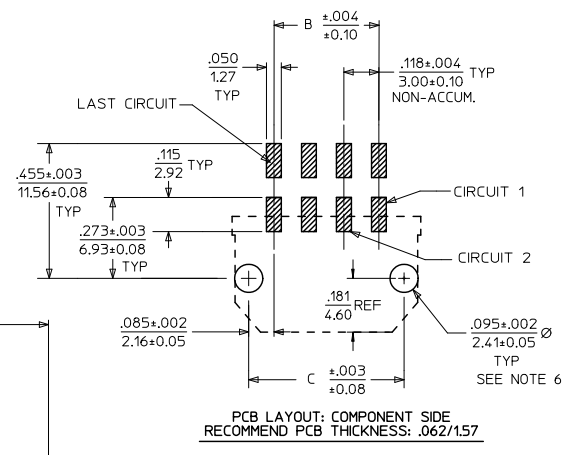 B ±.004
±0.10
.050
1.27
TYP
.118±.004 TYP
3.00±0.10
NON-ACCUM.
LAST CIRCUIT
.115 TYP
2.92
.455±.003
11.56±0.08
TYP
CIRCUIT 1
.273±.003
6.93±0.08
TYP
CIRCUIT 2
.181 REF
4.60
.085±.002
2.16±0.05
.095±.002 Ø
2.41±0.05
TYP
SEE NOTE 6
C ±.003
±0.08
PCB LAYOUT: COMPONENT SIDE
RECOMMEND PCB THICKNESS: .062/1.57